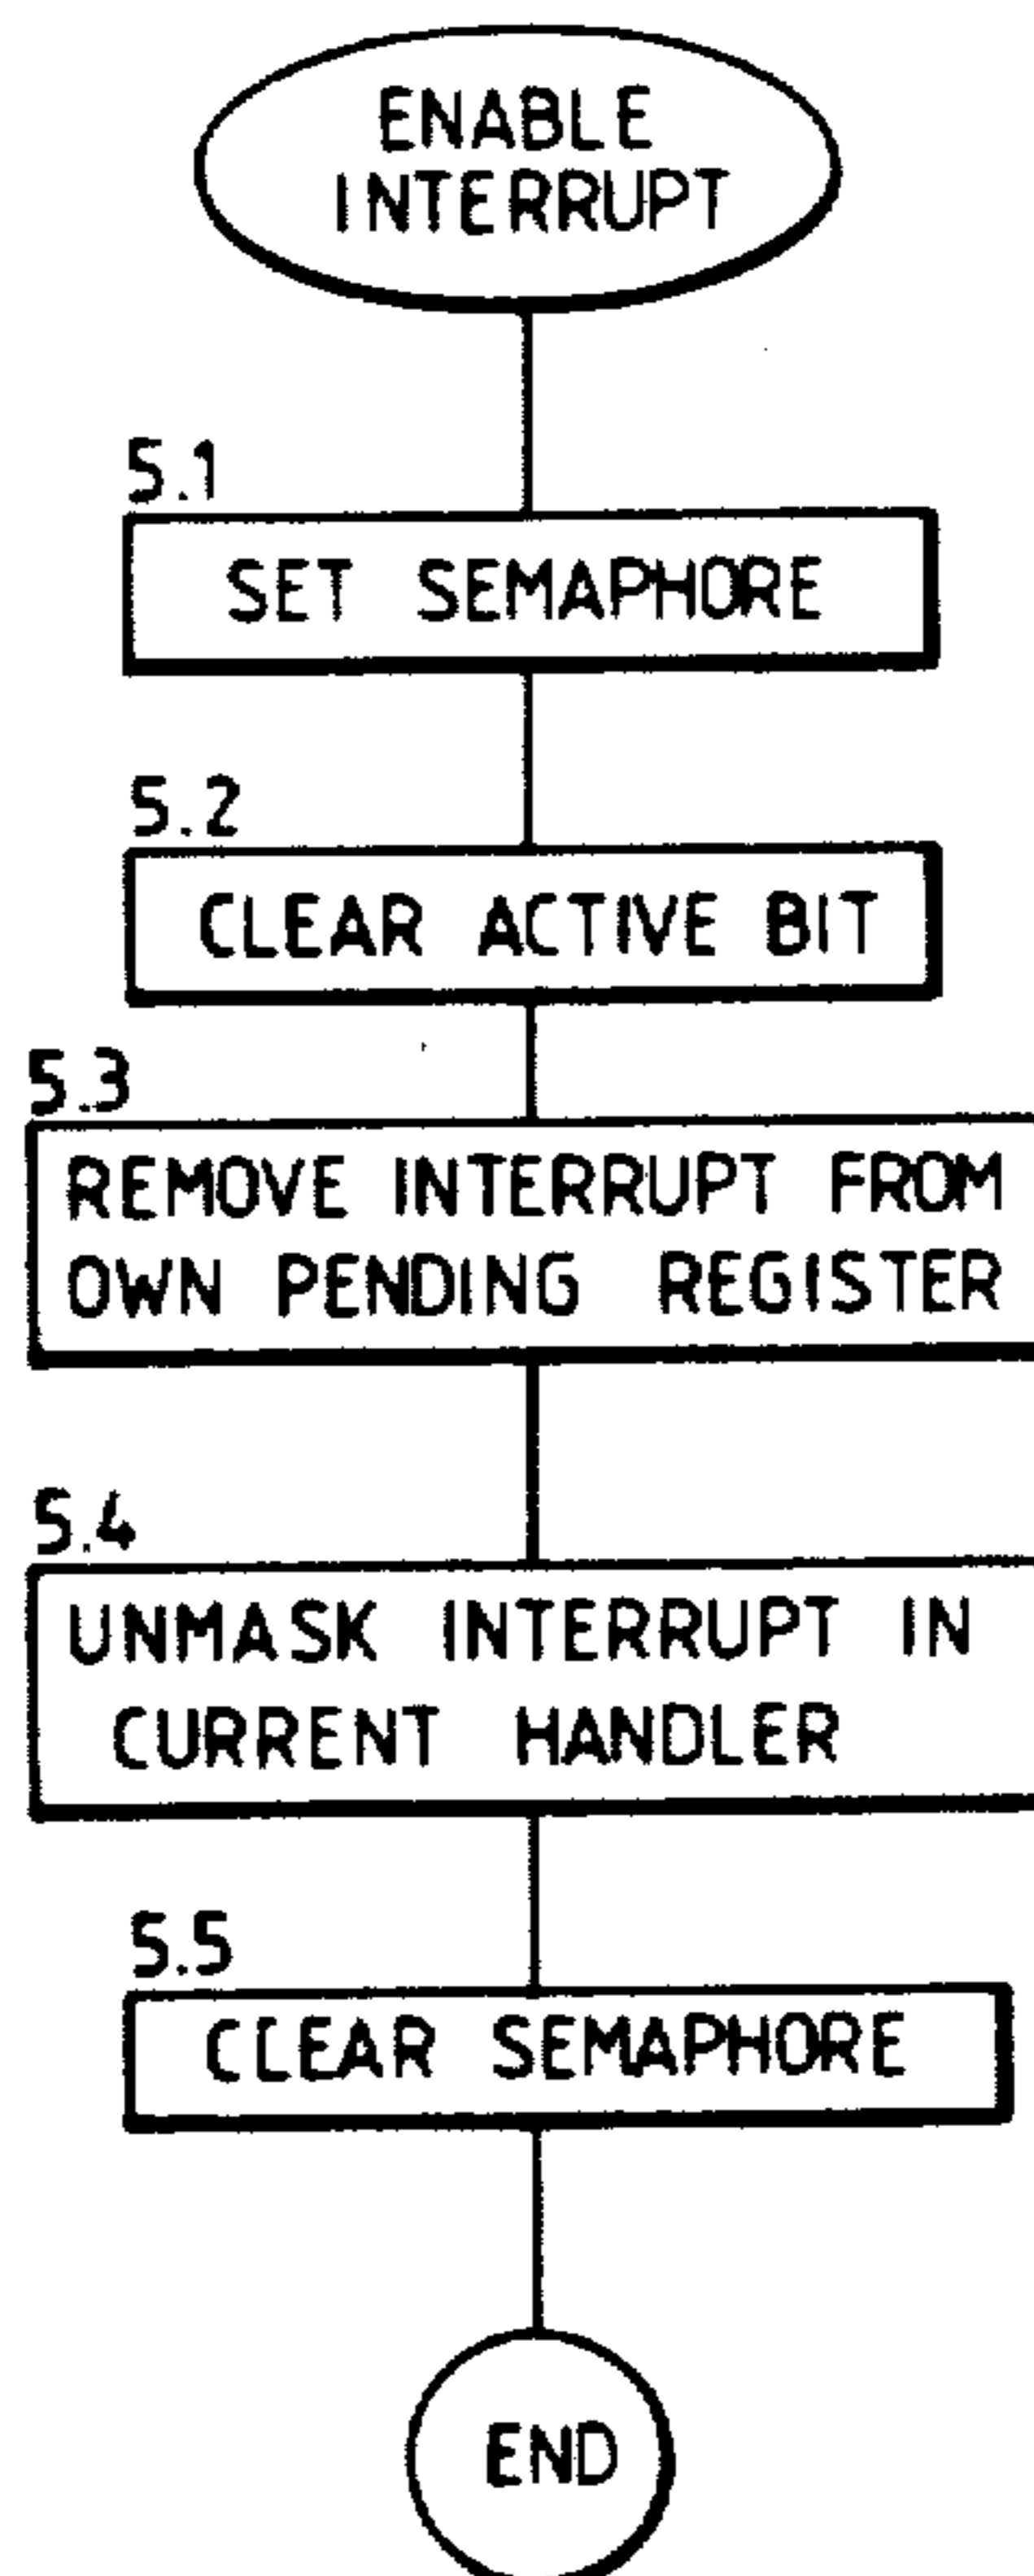 ENABLE
INTERRUPT
5.1
SET SEMAPHORE
5.2
CLEAR ACTIVE BIT
5.3
REMOVE INTERRUPT FROM
OWN PENDING REGISTER
5.4
UNMASK INTERRUPT IN
CURRENT HANDLER
5.5
CLEAR SEMAPHORE
END